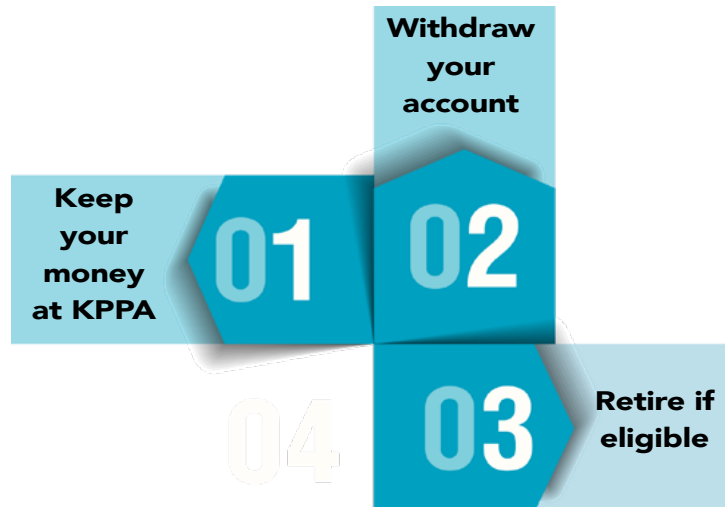 01
Keep
your
money
at KPPA
02
Withdraw
your
account
03
Retire if
eligible
04